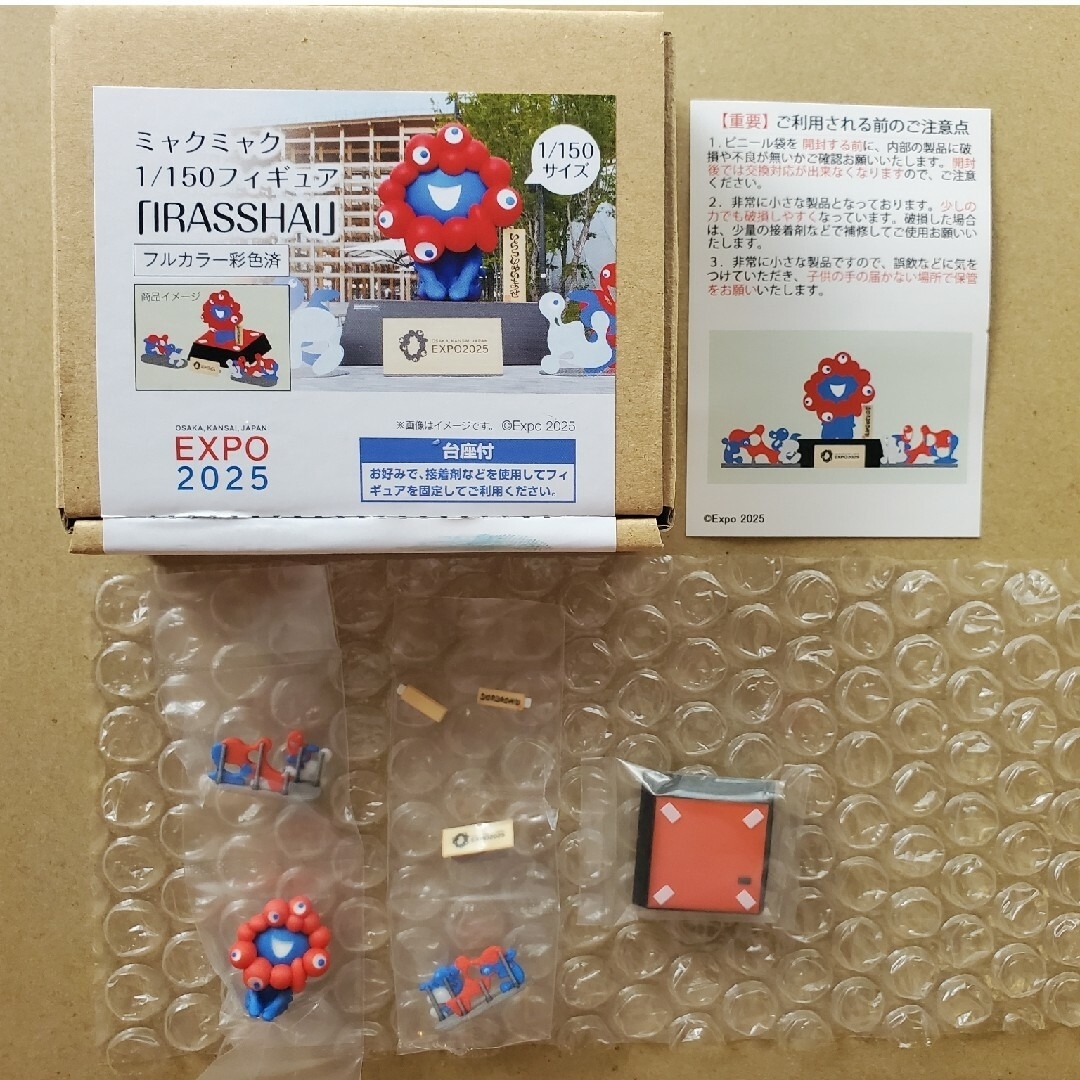 ミャクミャク
1/150フィギュア
「IRASSHAI」
フルカラー彩色済
商品イメージ
1/150
サイズ
いらっしゃいませ
OSAKA, KANSAI, JAPAN
EXPO2025
OSAKA, KANSAI, JAPAN
EXPO
2025
※画像はイメージです。 ©Expo 2025
台座付
お好みで、接着剤などを使用してフィ
ギュアを固定してご利用ください。
【重要】ご利用される前のご注意点
1. ビニール袋を 開封する前に、内部の製品に破
損や不良が無いかご確認お願いいたします。開封
後では交換対応が出来なくなりますので、ご注意
ください。
2. 非常に小さな製品となっております。少しの
力でも破損しやすくなっています。破損した場合
は、少量の接着剤などで補修してご使用お願いい
たします。
3. 非常に小さな製品ですので、誤飲などに気を
つけていただき、子供の手の届かない場所で保管
をお願いいたします。
©Expo 2025